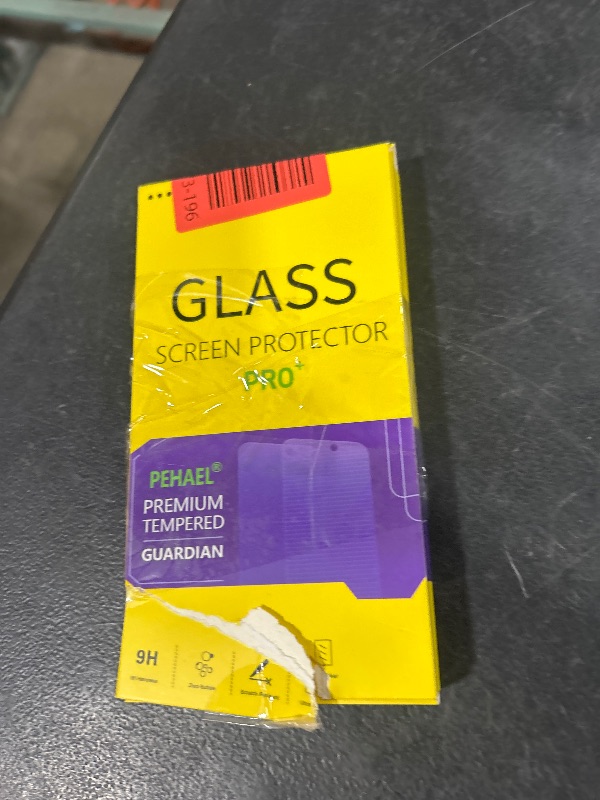 3-196
GLASS
SCREEN PROTECTOR
PRO+
PEHAEL®
PREMIUM
TEMPERED
GUARDIAN
9H